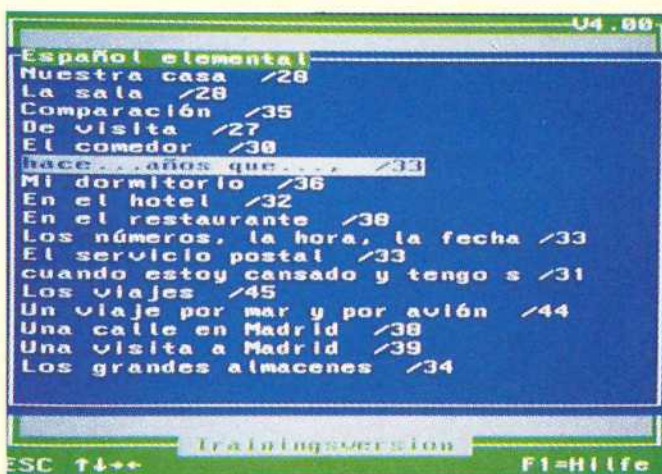 V4.00
Español elemental
Nuestra casa /28
La sala /28
Comparación /35
De visita /27
El comedor /30
hace...años que..., /33
Mi dormitorio /36
En el hotel /32
En el restaurante /38
Los números, la hora, la fecha /33
El servicio postal /33
cuando estoy cansado y tengo s /31
Los viajes /45
Un viaje por mar y por avión /44
Una calle en Madrid /38
Una visita a Madrid /39
Los grandes almacenes /34
Trainingsversion
ESC ↑↓→← F1=Hilfe